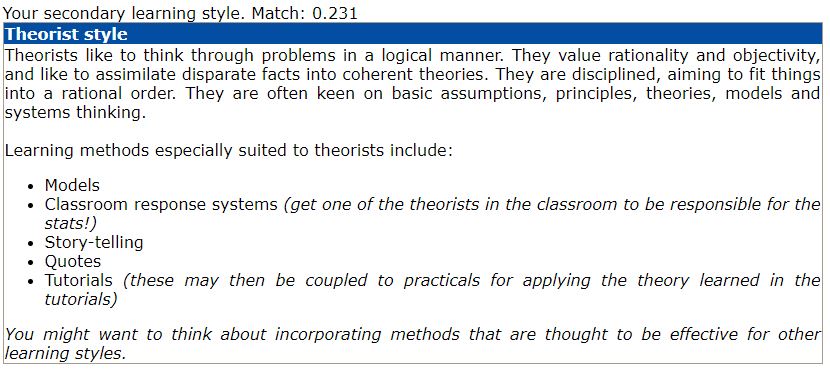 Your secondary learning style. Match: 0.231
Theorist style
Theorists like to think through problems in a logical manner. They value rationality and objectivity,
and like to assimilate disparate facts into coherent theories. They are disciplined, aiming to fit things
into a rational order. They are often keen on basic assumptions, principles, theories, models and
systems thinking.
Learning methods especially suited to theorists include:
• Models
• Classroom response systems (get one of the theorists in the classroom to be responsible for the
stats!)
• Story-telling
• Quotes
• Tutorials (these may then be coupled to practicals for applying the theory learned in the
tutorials)
You might want to think about incorporating methods that are thought to be effective for other
learning styles.